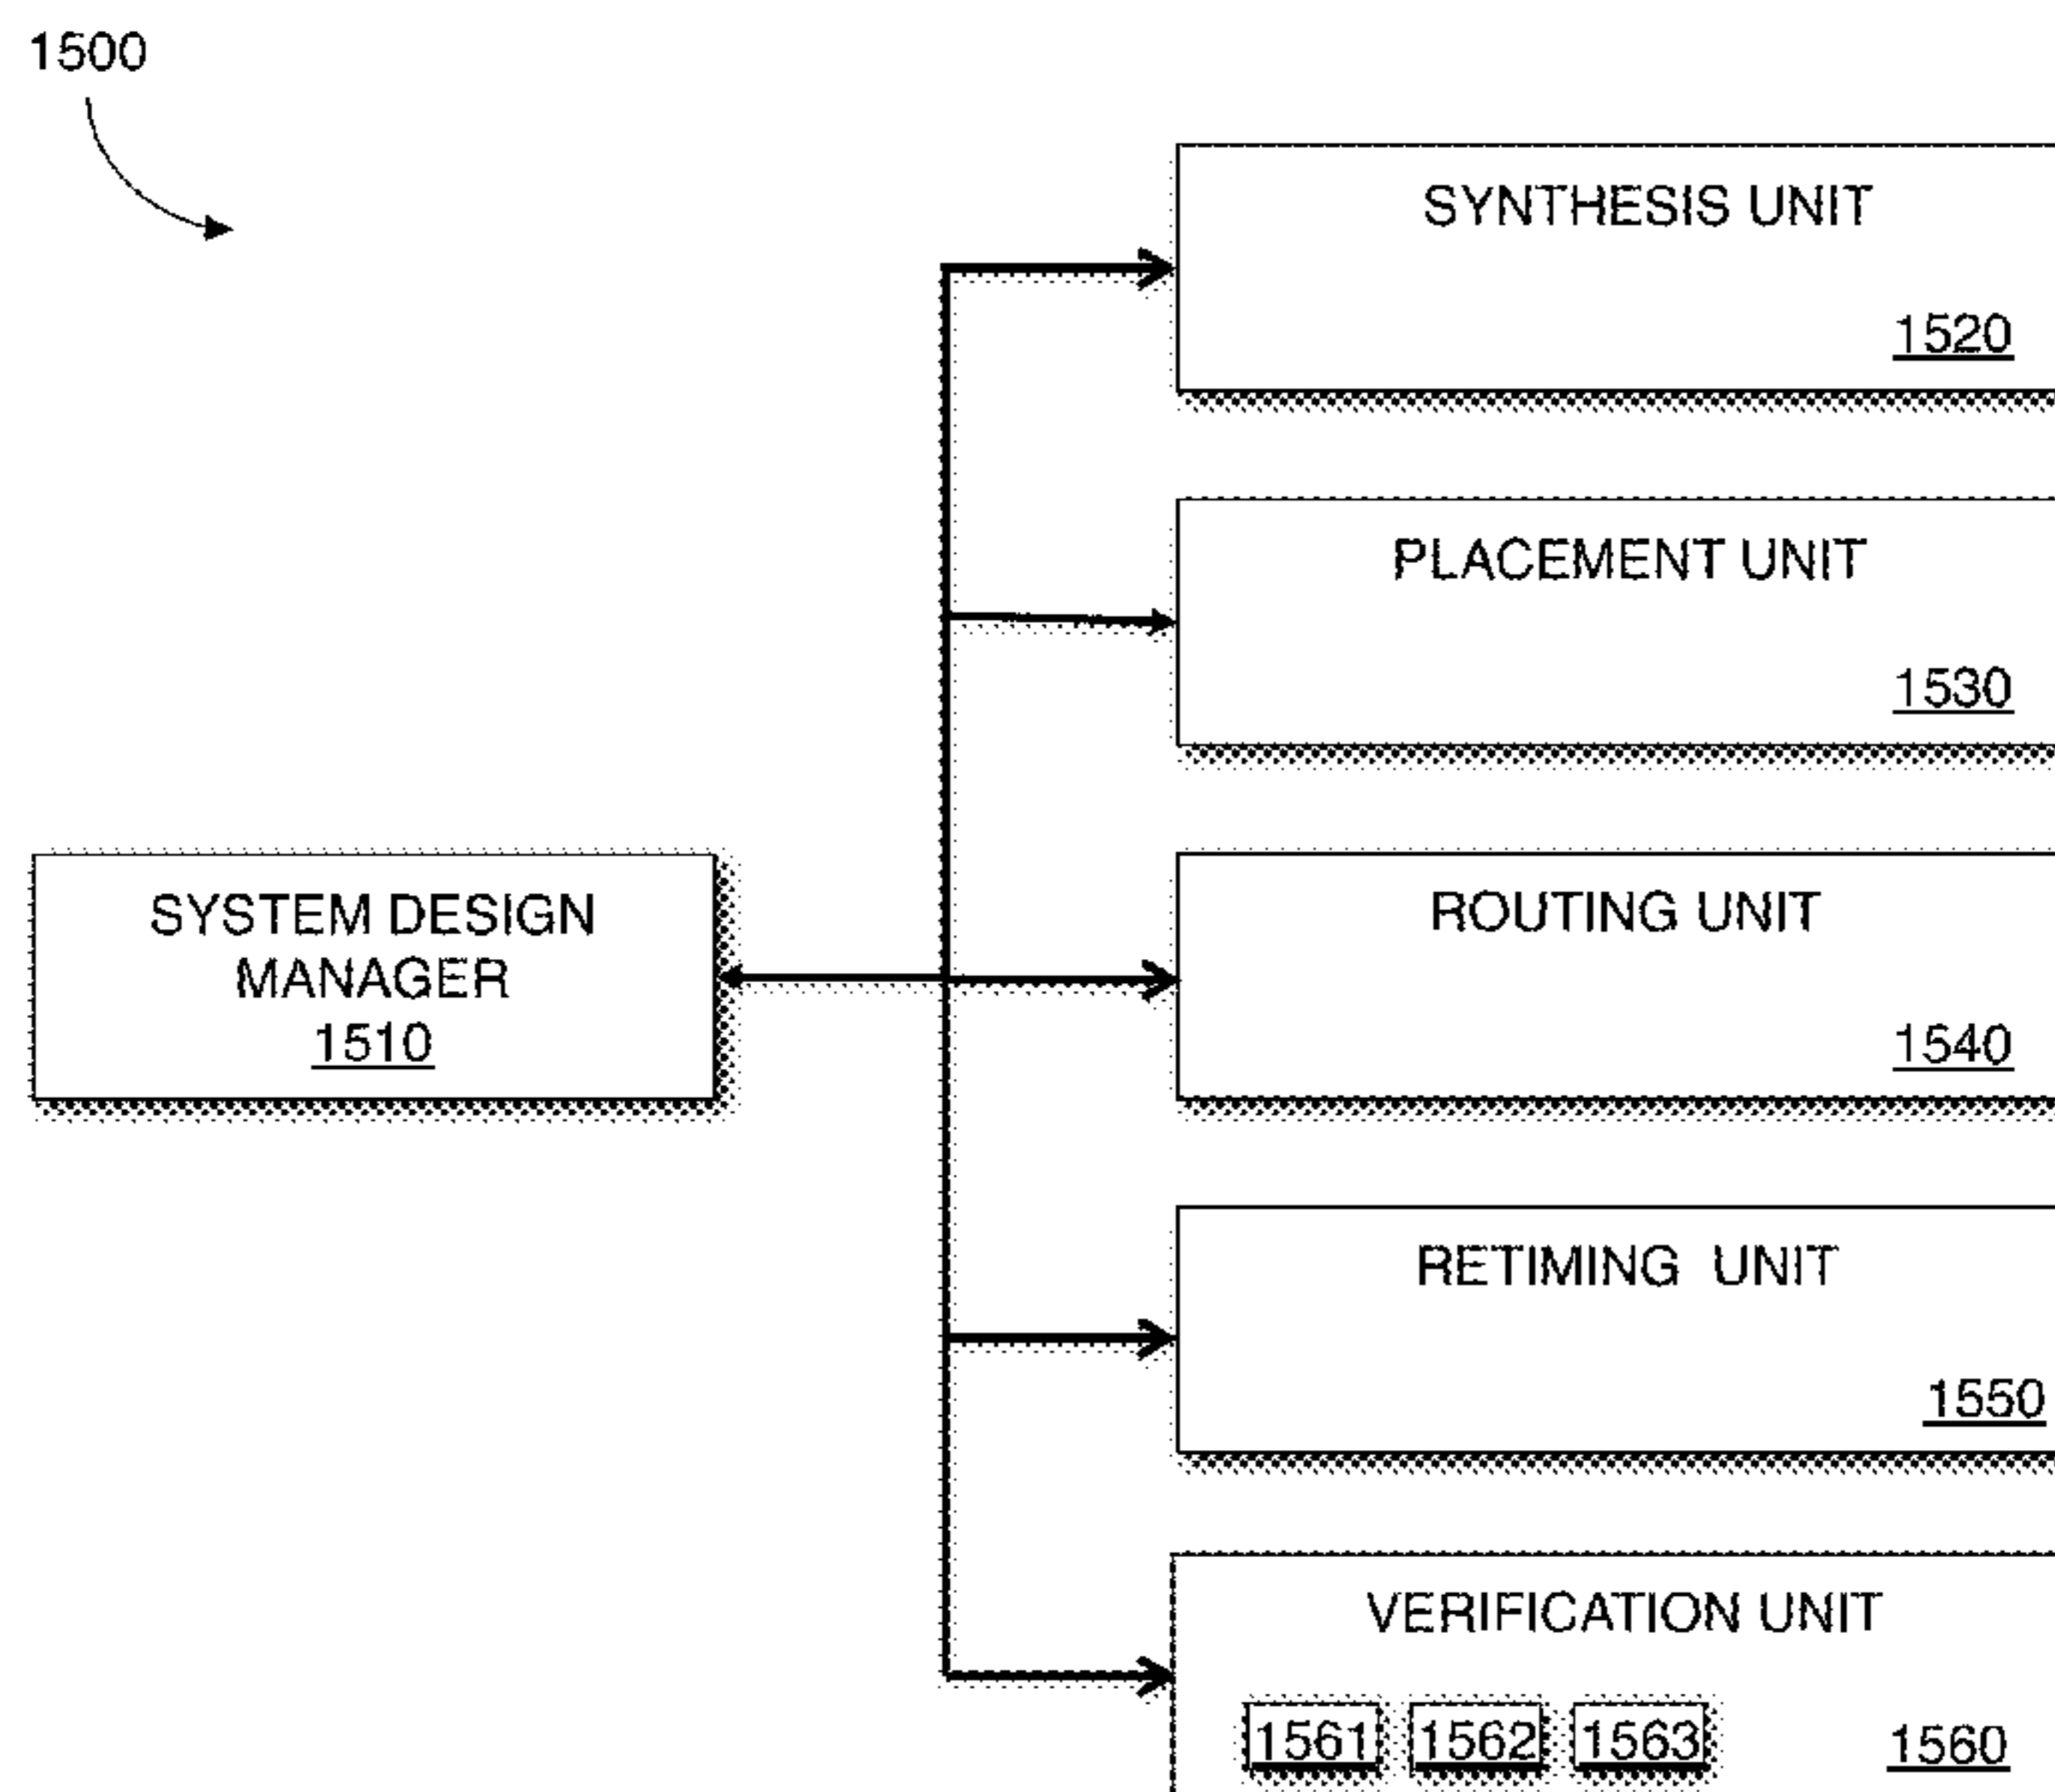 1500
SYNTHESIS UNIT
1520
PLACEMENT UNIT
1530
SYSTEM DESIGN
MANAGER
1510
ROUTING UNIT
1540
RETIMING UNIT
1550
VERIFICATION UNIT
1561 1562 1563 1560